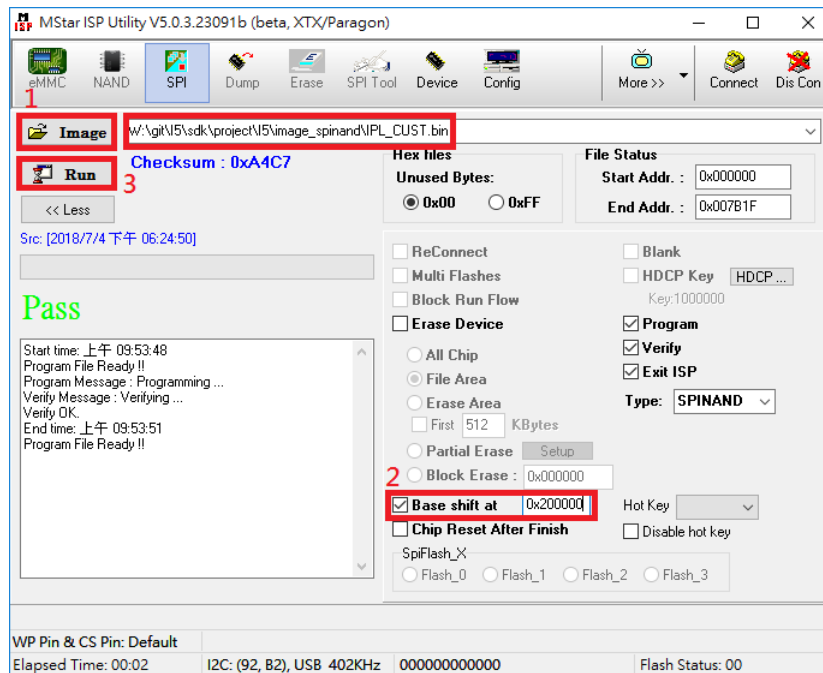 MStar ISP Utility V5.0.3.23091b (beta, XTX/Paragon)
eMMC NAND SPI Dump Erase SPI Tool Device Config More >> Connect Dis Con
1
Image W:\git\I5\sdk\project\I5\image_spinand\IPL_CUST.bin
Run
3
Checksum : 0xA4C7
<< Less
Src: [2018/7/4 下午 06:24:50]
Pass
Start time: 上午 09:53:48
Program File Ready !!
Program Message : Programming ...
Verify Message : Verifying ...
Verify OK.
End time: 上午 09:53:51
Program File Ready !!
Hex files
Unused Bytes:
0x00 0xFF
File Status
Start Addr. : 0x000000
End Addr. : 0x007B1F
ReConnect
Multi Flashes
Block Run Flow
Erase Device
All Chip
File Area
Erase Area
First 512 KBytes
Partial Erase Setup
Block Erase : 0x000000
2
Base shift at 0x200000
Chip Reset After Finish
Blank
HDCP Key HDCP ...
Key:1000000
Program
Verify
Exit ISP
Type: SPINAND
Hot Key
Disable hot key
SpiFlash_X
Flash_0 Flash_1 Flash_2 Flash_3
WP Pin & CS Pin: Default
Elapsed Time: 00:02 I2C: (92, B2), USB 402KHz 000000000000 Flash Status: 00